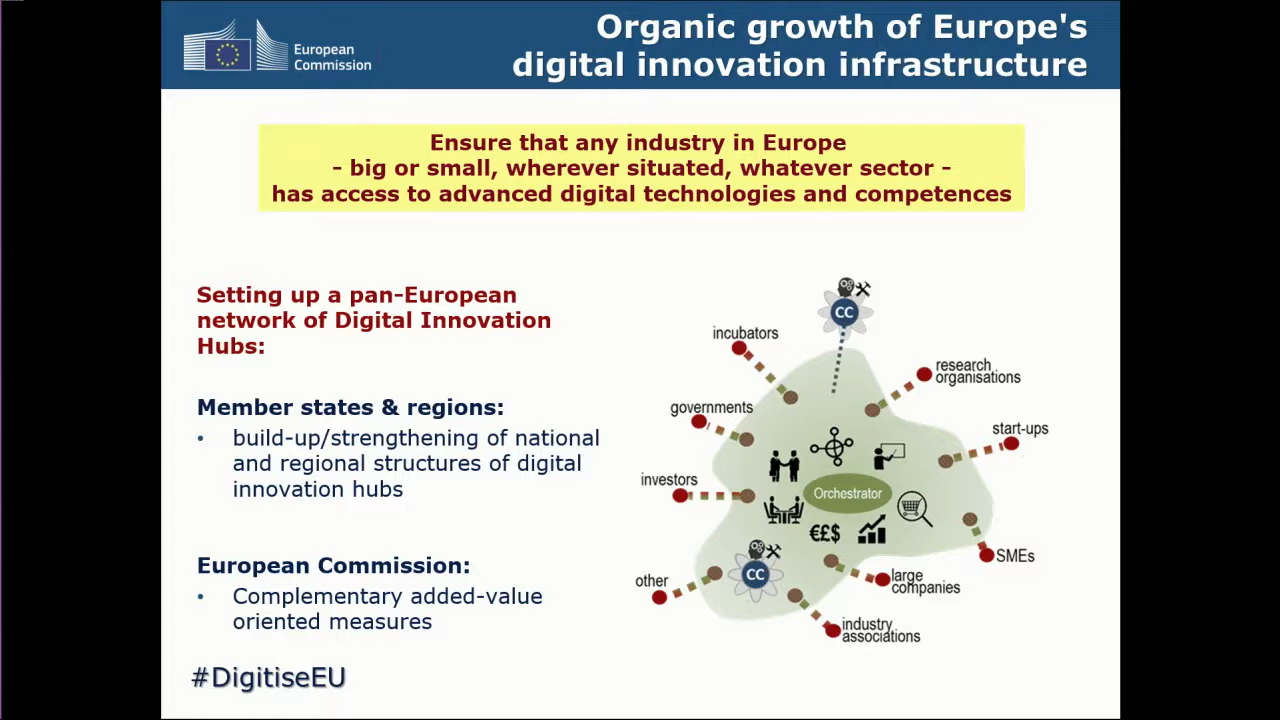 European
Commission
Organic growth of Europe's
digital innovation infrastructure
Ensure that any industry in Europe
- big or small, wherever situated, whatever sector -
has access to advanced digital technologies and competences
Setting up a pan-European
network of Digital Innovation
Hubs:
Member states & regions:
• build-up/strengthening of national
and regional structures of digital
innovation hubs
European Commission:
• Complementary added-value
oriented measures
#DigitiseEU
CC
incubators
research
organisations
governments
start-ups
investors
Orchestrator
€£$
SMEs
CC
other
large
companies
industry
associations